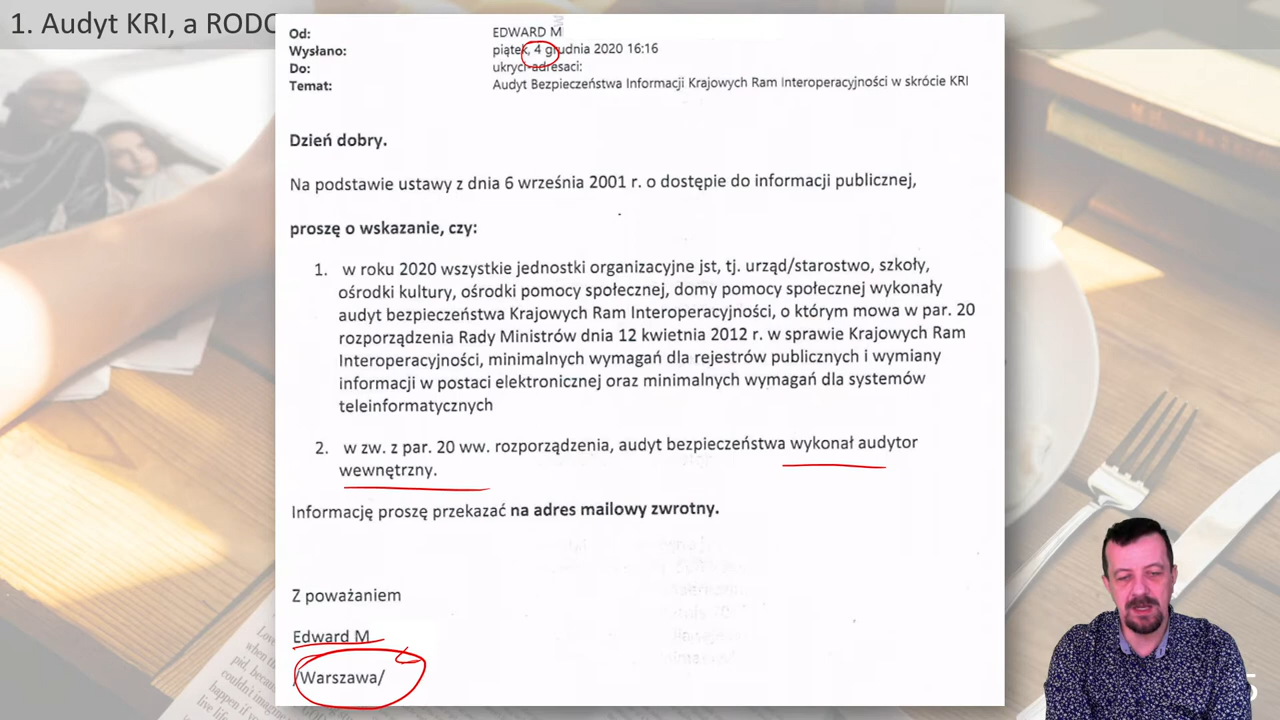 1. Audyt KRI, a RODO
Od: EDWARD M
Wysłano: piątek, 4 grudnia 2020 16:16
Do: ukryci-adresaci:
Temat: Audyt Bezpieczeństwa Informacji Krajowych Ram Interoperacyjności w skrócie KRI
Dzień dobry.
Na podstawie ustawy z dnia 6 września 2001 r. o dostępie do informacji publicznej,
proszę o wskazanie, czy:
1. w roku 2020 wszystkie jednostki organizacyjne jst, tj. urząd/starostwo, szkoły,
ośrodki kultury, ośrodki pomocy społecznej, domy pomocy społecznej wykonały
audyt bezpieczeństwa Krajowych Ram Interoperacyjności, o którym mowa w par. 20
rozporządzenia Rady Ministrów dnia 12 kwietnia 2012 r. w sprawie Krajowych Ram
Interoperacyjności, minimalnych wymagań dla rejestrów publicznych i wymiany
informacji w postaci elektronicznej oraz minimalnych wymagań dla systemów
teleinformatycznych
2. w zw. z par. 20 ww. rozporządzenia, audyt bezpieczeństwa wykonał audytor
wewnętrzny.
Informację proszę przekazać na adres mailowy zwrotny.
Z poważaniem
Edward M
/Warszawa/